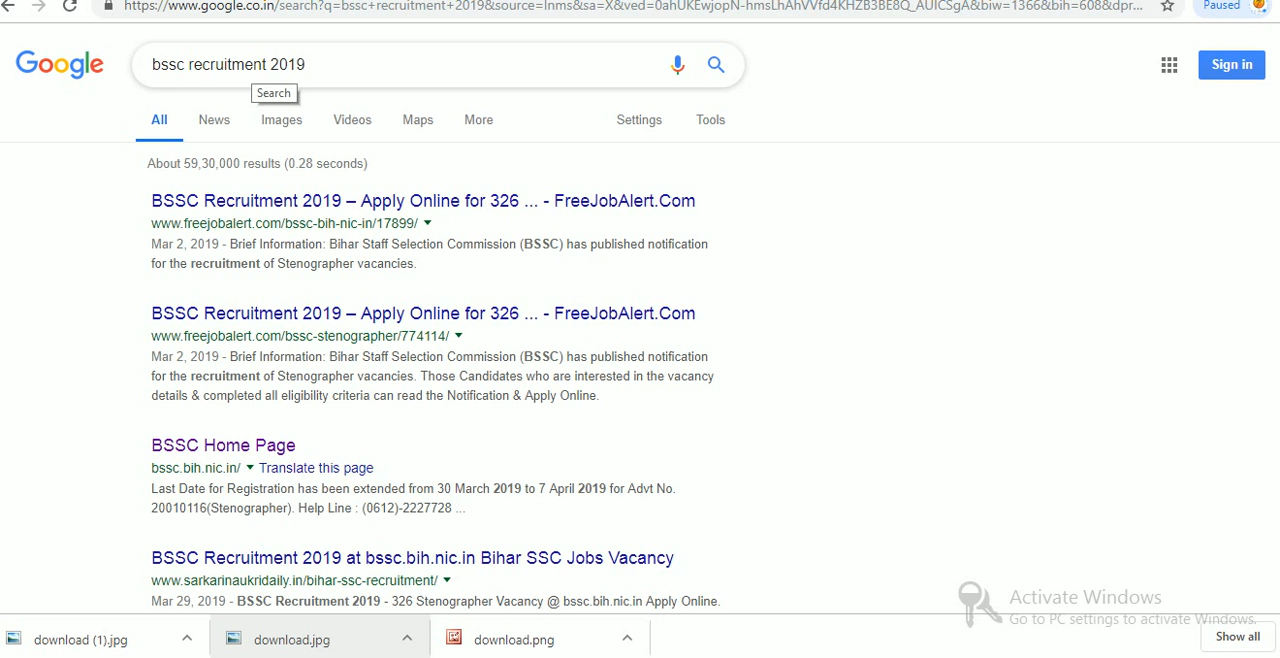 https://www.google.co.in/search?q=bssc+recruitment+2019&source=lnms&sa=X&ved=0ahUKEwjopN-hmsLhAhVVfd4KHZB3BE8Q_AUICSgA&biw=1366&bih=608&dpr...
Paused
Google
bssc recruitment 2019
Sign in
Search
All News Images Videos Maps More Settings Tools
About 59,30,000 results (0.28 seconds)
BSSC Recruitment 2019 – Apply Online for 326 ... - FreeJobAlert.Com
www.freejobalert.com/bssc-bih-nic-in/17899/
Mar 2, 2019 - Brief Information: Bihar Staff Selection Commission (BSSC) has published notification
for the recruitment of Stenographer vacancies.
BSSC Recruitment 2019 – Apply Online for 326 ... - FreeJobAlert.Com
www.freejobalert.com/bssc-stenographer/774114/
Mar 2, 2019 - Brief Information: Bihar Staff Selection Commission (BSSC) has published notification
for the recruitment of Stenographer vacancies. Those Candidates who are interested in the vacancy
details & completed all eligibility criteria can read the Notification & Apply Online.
BSSC Home Page
bssc.bih.nic.in/ Translate this page
Last Date for Registration has been extended from 30 March 2019 to 7 April 2019 for Advt No.
20010116(Stenographer). Help Line : (0612)-2227728 ...
BSSC Recruitment 2019 at bssc.bih.nic.in Bihar SSC Jobs Vacancy
www.sarkarinaukridaily.in/bihar-ssc-recruitment/
Mar 29, 2019 - BSSC Recruitment 2019 - 326 Stenographer Vacancy @ bssc.bih.nic.in Apply Online.
Activate Windows
Go to PC settings to activate Windows.
download (1).jpg download.jpg download.png Show all